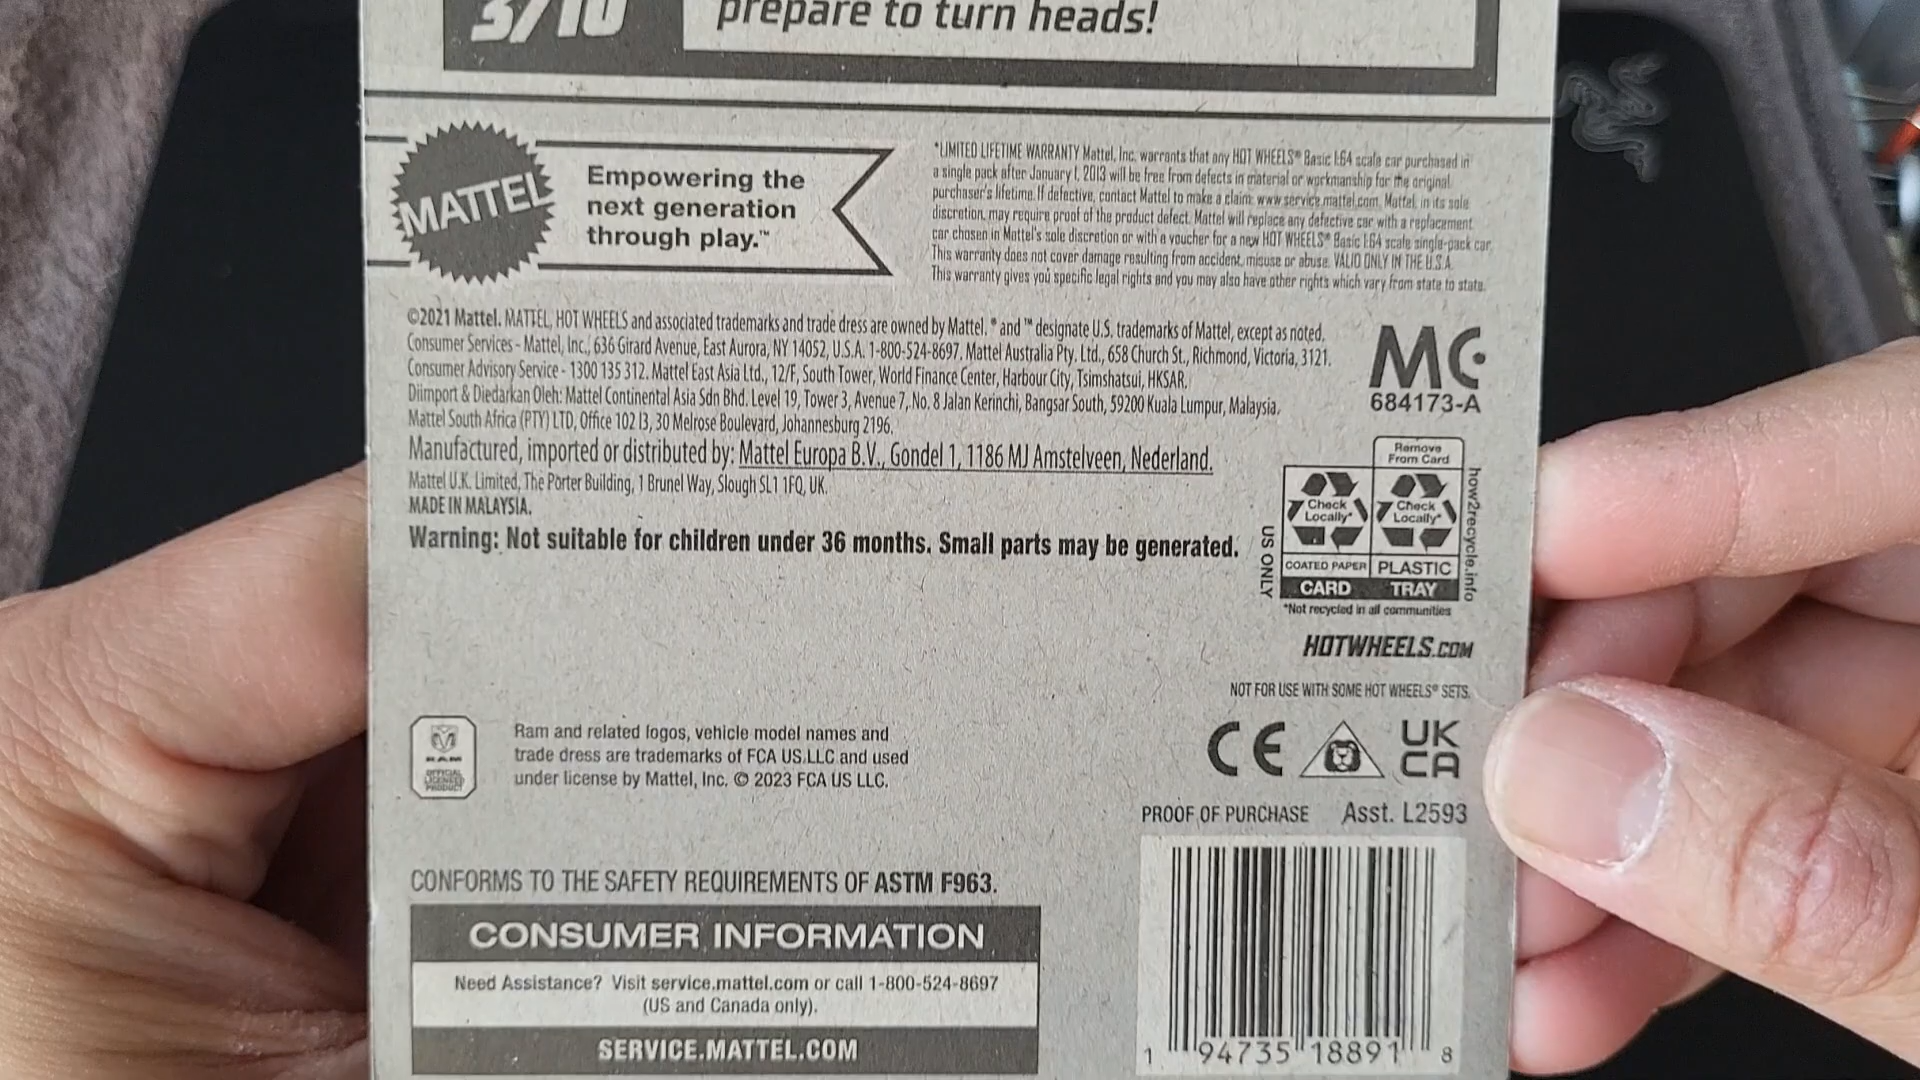 3/10
prepare to turn heads!
MATTEL
Empowering the
next generation
through play.™
*LIMITED LIFETIME WARRANTY Mattel, Inc. warrants that any HOT WHEELS® Basic 1:64 scale car purchased in
a single pack after January 1, 2013 will be free from defects in material or workmanship for the original
purchaser's lifetime. If defective, contact Mattel to make a claim: www.service.mattel.com. Mattel, in its sole
discretion, may require proof of the product defect. Mattel will replace any defective car with a replacement
car chosen in Mattel's sole discretion or with a voucher for a new HOT WHEELS® Basic 1:64 scale single-pack car.
This warranty does not cover damage resulting from accident, misuse or abuse. VALID ONLY IN THE U.S.A.
This warranty gives you specific legal rights and you may also have other rights which vary from state to state.
©2021 Mattel. MATTEL, HOT WHEELS and associated trademarks and trade dress are owned by Mattel. ® and ™ designate U.S. trademarks of Mattel, except as noted.
Consumer Services - Mattel, Inc., 636 Girard Avenue, East Aurora, NY 14052, U.S.A. 1-800-524-8697. Mattel Australia Pty. Ltd., 658 Church St., Richmond, Victoria, 3121.
Consumer Advisory Service - 1300 135 312. Mattel East Asia Ltd., 12/F, South Tower, World Finance Center, Harbour City, Tsimshatsui, HKSAR.
Diimport & Diedarkan Oleh: Mattel Continental Asia Sdn Bhd. Level 19, Tower 3, Avenue 7, No. 8 Jalan Kerinchi, Bangsar South, 59200 Kuala Lumpur, Malaysia.
Mattel South Africa (PTY) LTD, Office 102 I3, 30 Melrose Boulevard, Johannesburg 2196.
Manufactured, imported or distributed by: Mattel Europa B.V., Gondel 1, 1186 MJ Amstelveen, Nederland.
Mattel U.K. Limited, The Porter Building, 1 Brunel Way, Slough SL1 1FQ, UK.
MADE IN MALAYSIA.
Warning: Not suitable for children under 36 months. Small parts may be generated.
MC
684173-A
Remove
From Card
Check
Locally*
Check
Locally*
COATED PAPER
PLASTIC
CARD
TRAY
US ONLY
how2recycle.info
*Not recycled in all communities
HOTWHEELS.COM
NOT FOR USE WITH SOME HOT WHEELS® SETS.
CE
UK
CA
RAM
OFFICIAL
LICENSED
PRODUCT
Ram and related logos, vehicle model names and
trade dress are trademarks of FCA US LLC and used
under license by Mattel, Inc. © 2023 FCA US LLC.
PROOF OF PURCHASE Asst. L2593
CONFORMS TO THE SAFETY REQUIREMENTS OF ASTM F963.
CONSUMER INFORMATION
Need Assistance? Visit service.mattel.com or call 1-800-524-8697
(US and Canada only).
SERVICE.MATTEL.COM
1 94735 18891 8